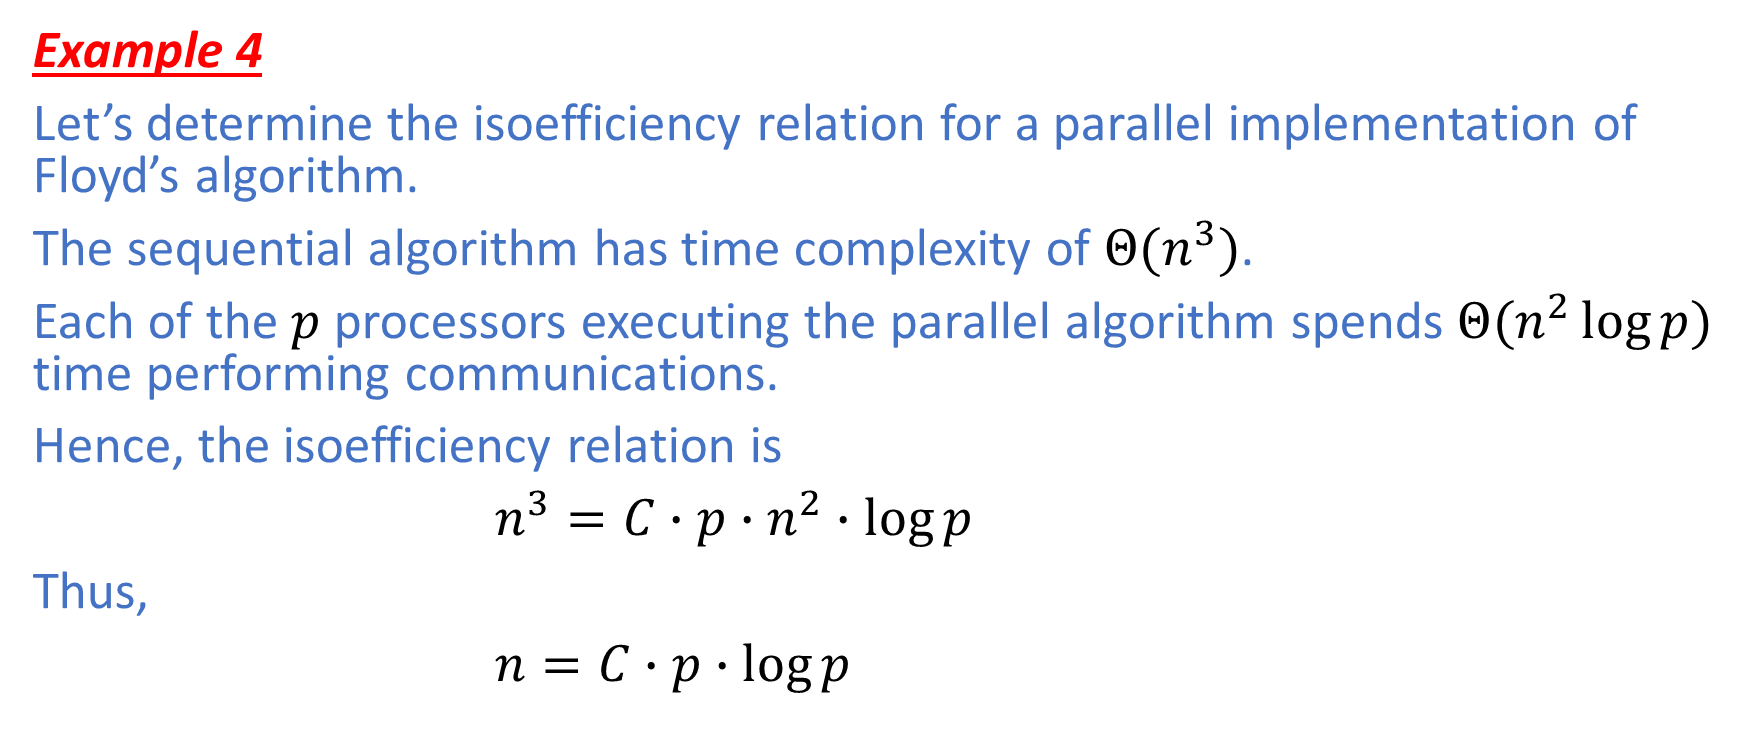 Example 4
Let’s determine the isoefficiency relation for a parallel implementation of
Floyd’s algorithm.
The sequential algorithm has time complexity of Θ(n³).
Each of the p processors executing the parallel algorithm spends Θ(n² log p)
time performing communications.
Hence, the isoefficiency relation is
n³ = C · p · n² · log p
Thus,
n = C · p · log p